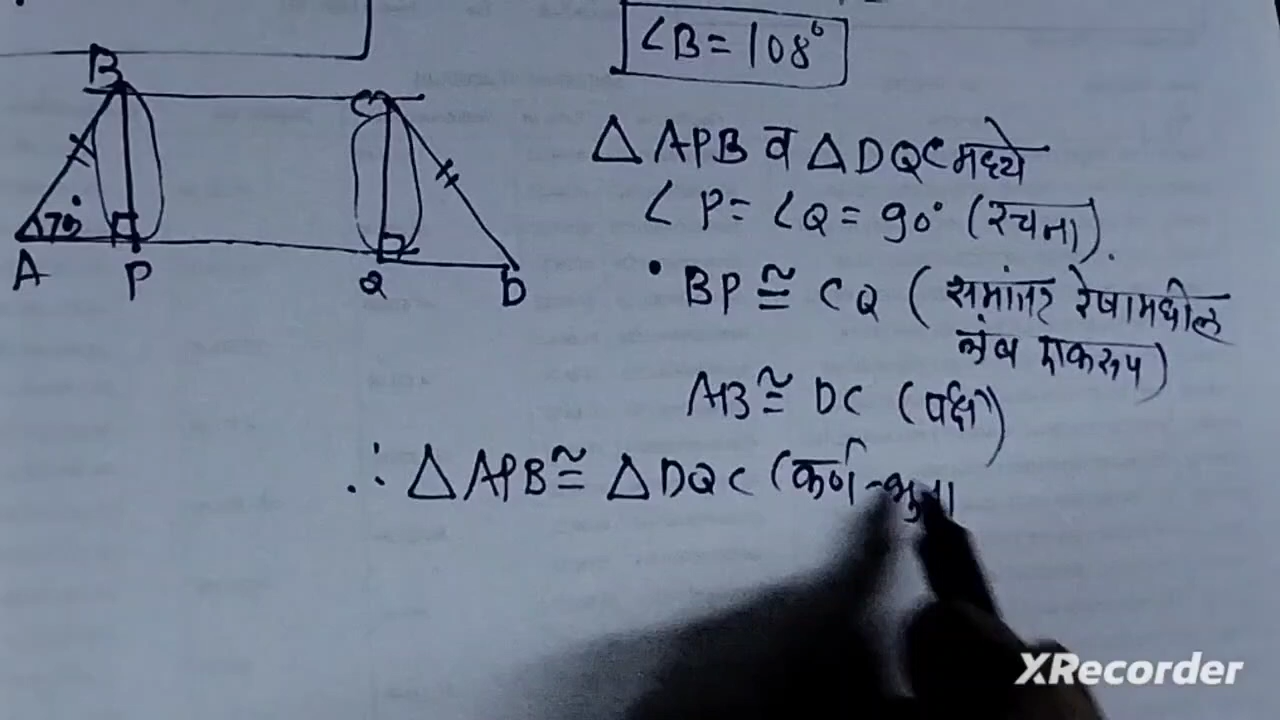 ∠B = 108°
B
C
△APB व △DQC मध्ये
∠P = ∠Q = 90° (रचना).
70°
A
P
Q
D
• BP ≅ CQ (समांतर रेषामधील
लंब एकरूप)
AB ≅ DC (पक्ष)
∴ △APB ≅ △DQC (कर्ण-भुजा
XRecorder